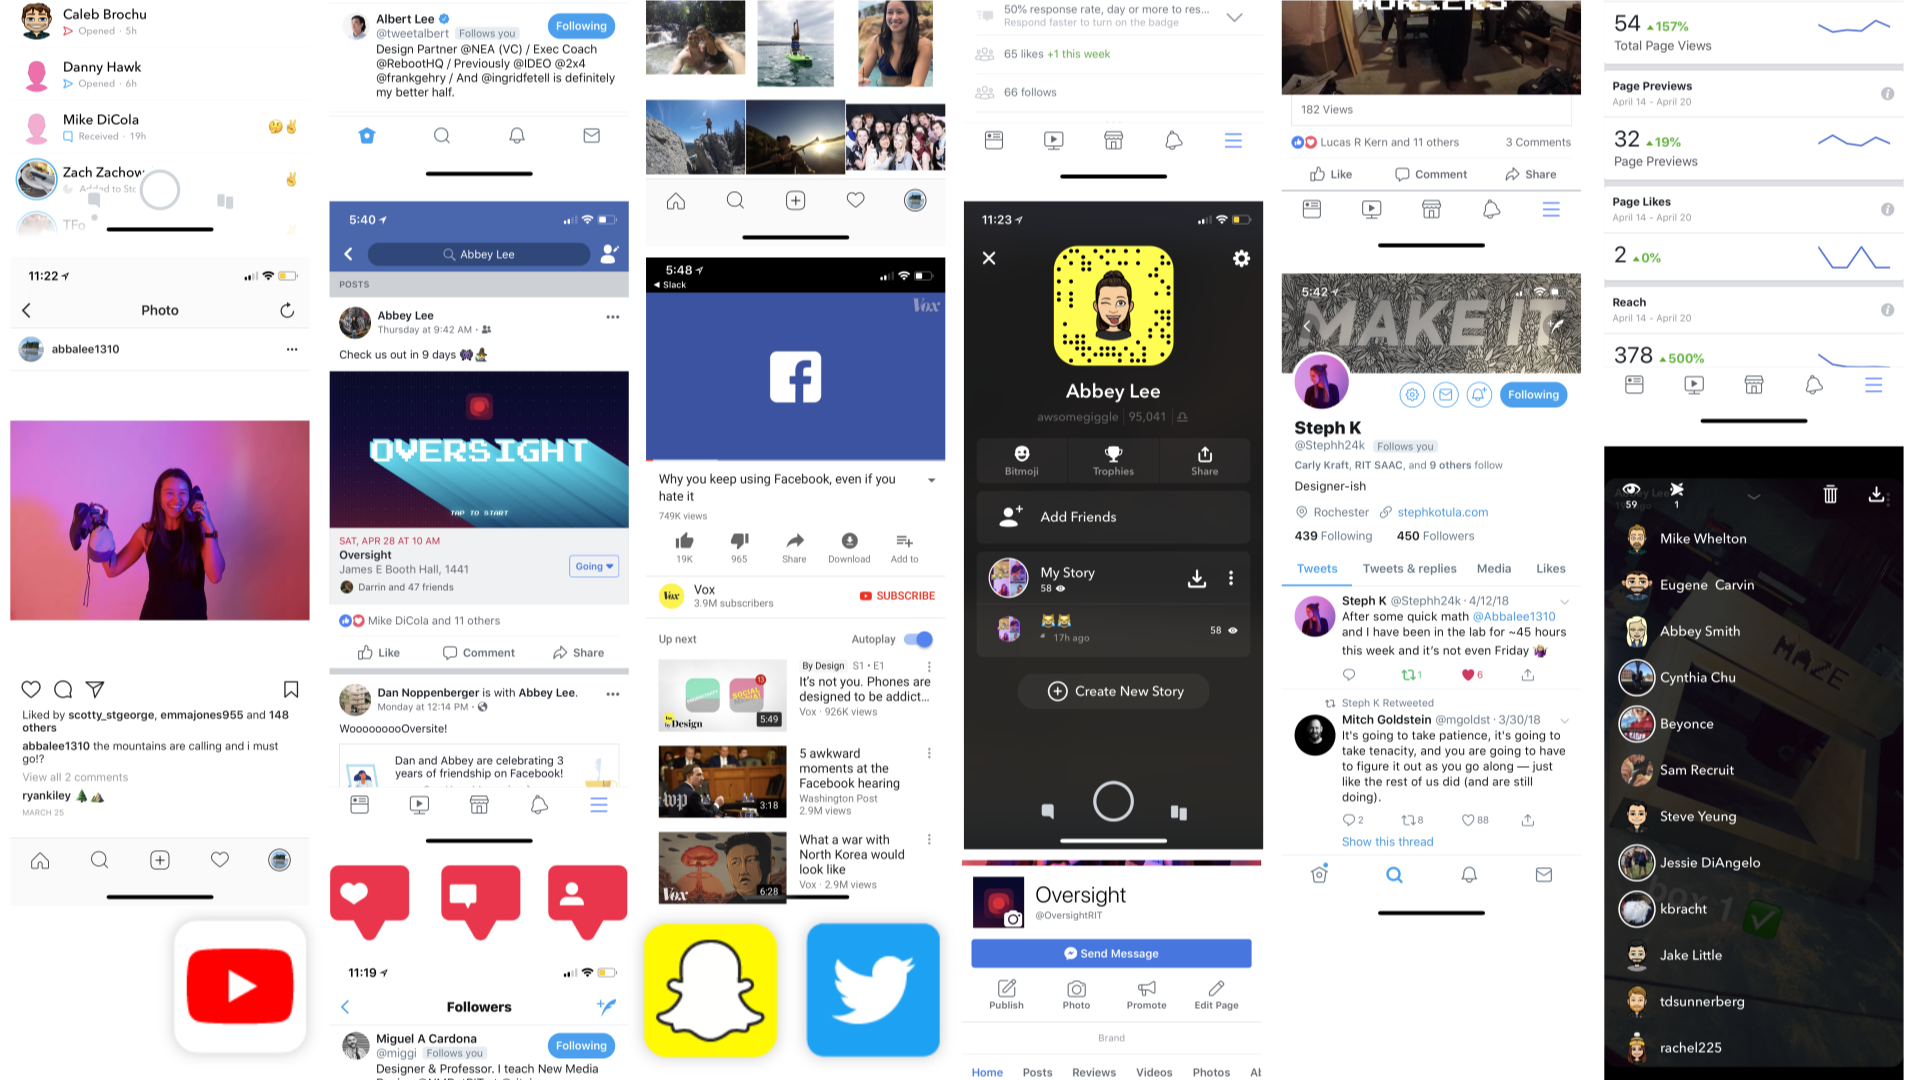 Caleb Brochu
Opened · 5h
Danny Hawk
Opened · 6h
Mike DiCola
Received · 19h
Zach Zachow
Added to Sto
TFo
11:22
Photo
abbalee1310
Liked by scotty_stgeorge, emmajones955 and 148
others
abbalee1310 the mountains are calling and i must
go!?
View all 2 comments
ryankiley
MARCH 25
Albert Lee
@tweetalbert Follows you
Following
Design Partner @NEA (VC) / Exec Coach
@RebootHQ / Previously @IDEO @2x4
@frankgehry / And @ingridfetell is definitely
my better half.
5:40
Abbey Lee
POSTS
Abbey Lee
Thursday at 9:42 AM ·
Check us out in 9 days
OVERSIGHT
TAP TO START
SAT, APR 28 AT 10 AM
Oversight
James E Booth Hall, 1441
Going
Darrin and 47 friends
Mike DiCola and 11 others
Like Comment Share
Dan Noppenberger is with Abbey Lee.
Monday at 12:14 PM ·
WooooooooOversite!
Dan and Abbey are celebrating 3
years of friendship on Facebook!
11:19
Followers
Miguel A Cardona
@miggi Follows you
Following
Designer & Professor. I teach New Media
5:48
Slack
Vox
Why you keep using Facebook, even if you
hate it
749K views
19K 965 Share Download Add to
Vox
Vox
3.9M subscribers
SUBSCRIBE
Up next
Autoplay
By Design S1 • E1
It's not you. Phones are
designed to be addict...
Vox · 926K views
13
by Design
5:49
5 awkward
moments at the
Facebook hearing
Washington Post
2.9M views
wp
3:18
What a war with
North Korea would
look like
Vox · 2.9M views
Vox
6:28
50% response rate, day or more to res...
Respond faster to turn on the badge
65 likes +1 this week
66 follows
11:23
Abbey Lee
awsomegiggle | 95,041 |
Bitmoji Trophies Share
Add Friends
My Story
58
17h ago
58
Create New Story
Oversight
@OversightRIT
Send Message
Publish Photo Promote Edit Page
Brand
Home Posts Reviews Videos Photos Ab
WORKERS
182 Views
Lucas R Kern and 11 others
3 Comments
Like Comment Share
5:42
MAKE IT
Following
Steph K
@Stephh24k Follows you
Carly Kraft, RIT SAAC, and 9 others follow
Designer-ish
Rochester stephkotula.com
439 Following 450 Followers
Tweets Tweets & replies Media Likes
Steph K @Stephh24k · 4/12/18
After some quick math @Abbalee1310
and I have been in the lab for ~45 hours
this week and it's not even Friday
1 6
Steph K Retweeted
Mitch Goldstein @mgoldst · 3/30/18
It's going to take patience, it's going to
take tenacity, and you are going to have
to figure it out as you go along — just
like the rest of us did (and are still
doing).
2 8 88
Show this thread
54 157%
Total Page Views
Page Previews
April 14 - April 20
32 19%
Page Previews
Page Likes
April 14 - April 20
2 0%
Reach
April 14 - April 20
378 500%
59 1
Mike Whelton
Eugene Carvin
Abbey Smith
MAZE
Cynthia Chu
Beyonce
Sam Recruit
Steve Yeung
Jessie DiAngelo
kbracht
Jake Little
tdsunnerberg
rachel225